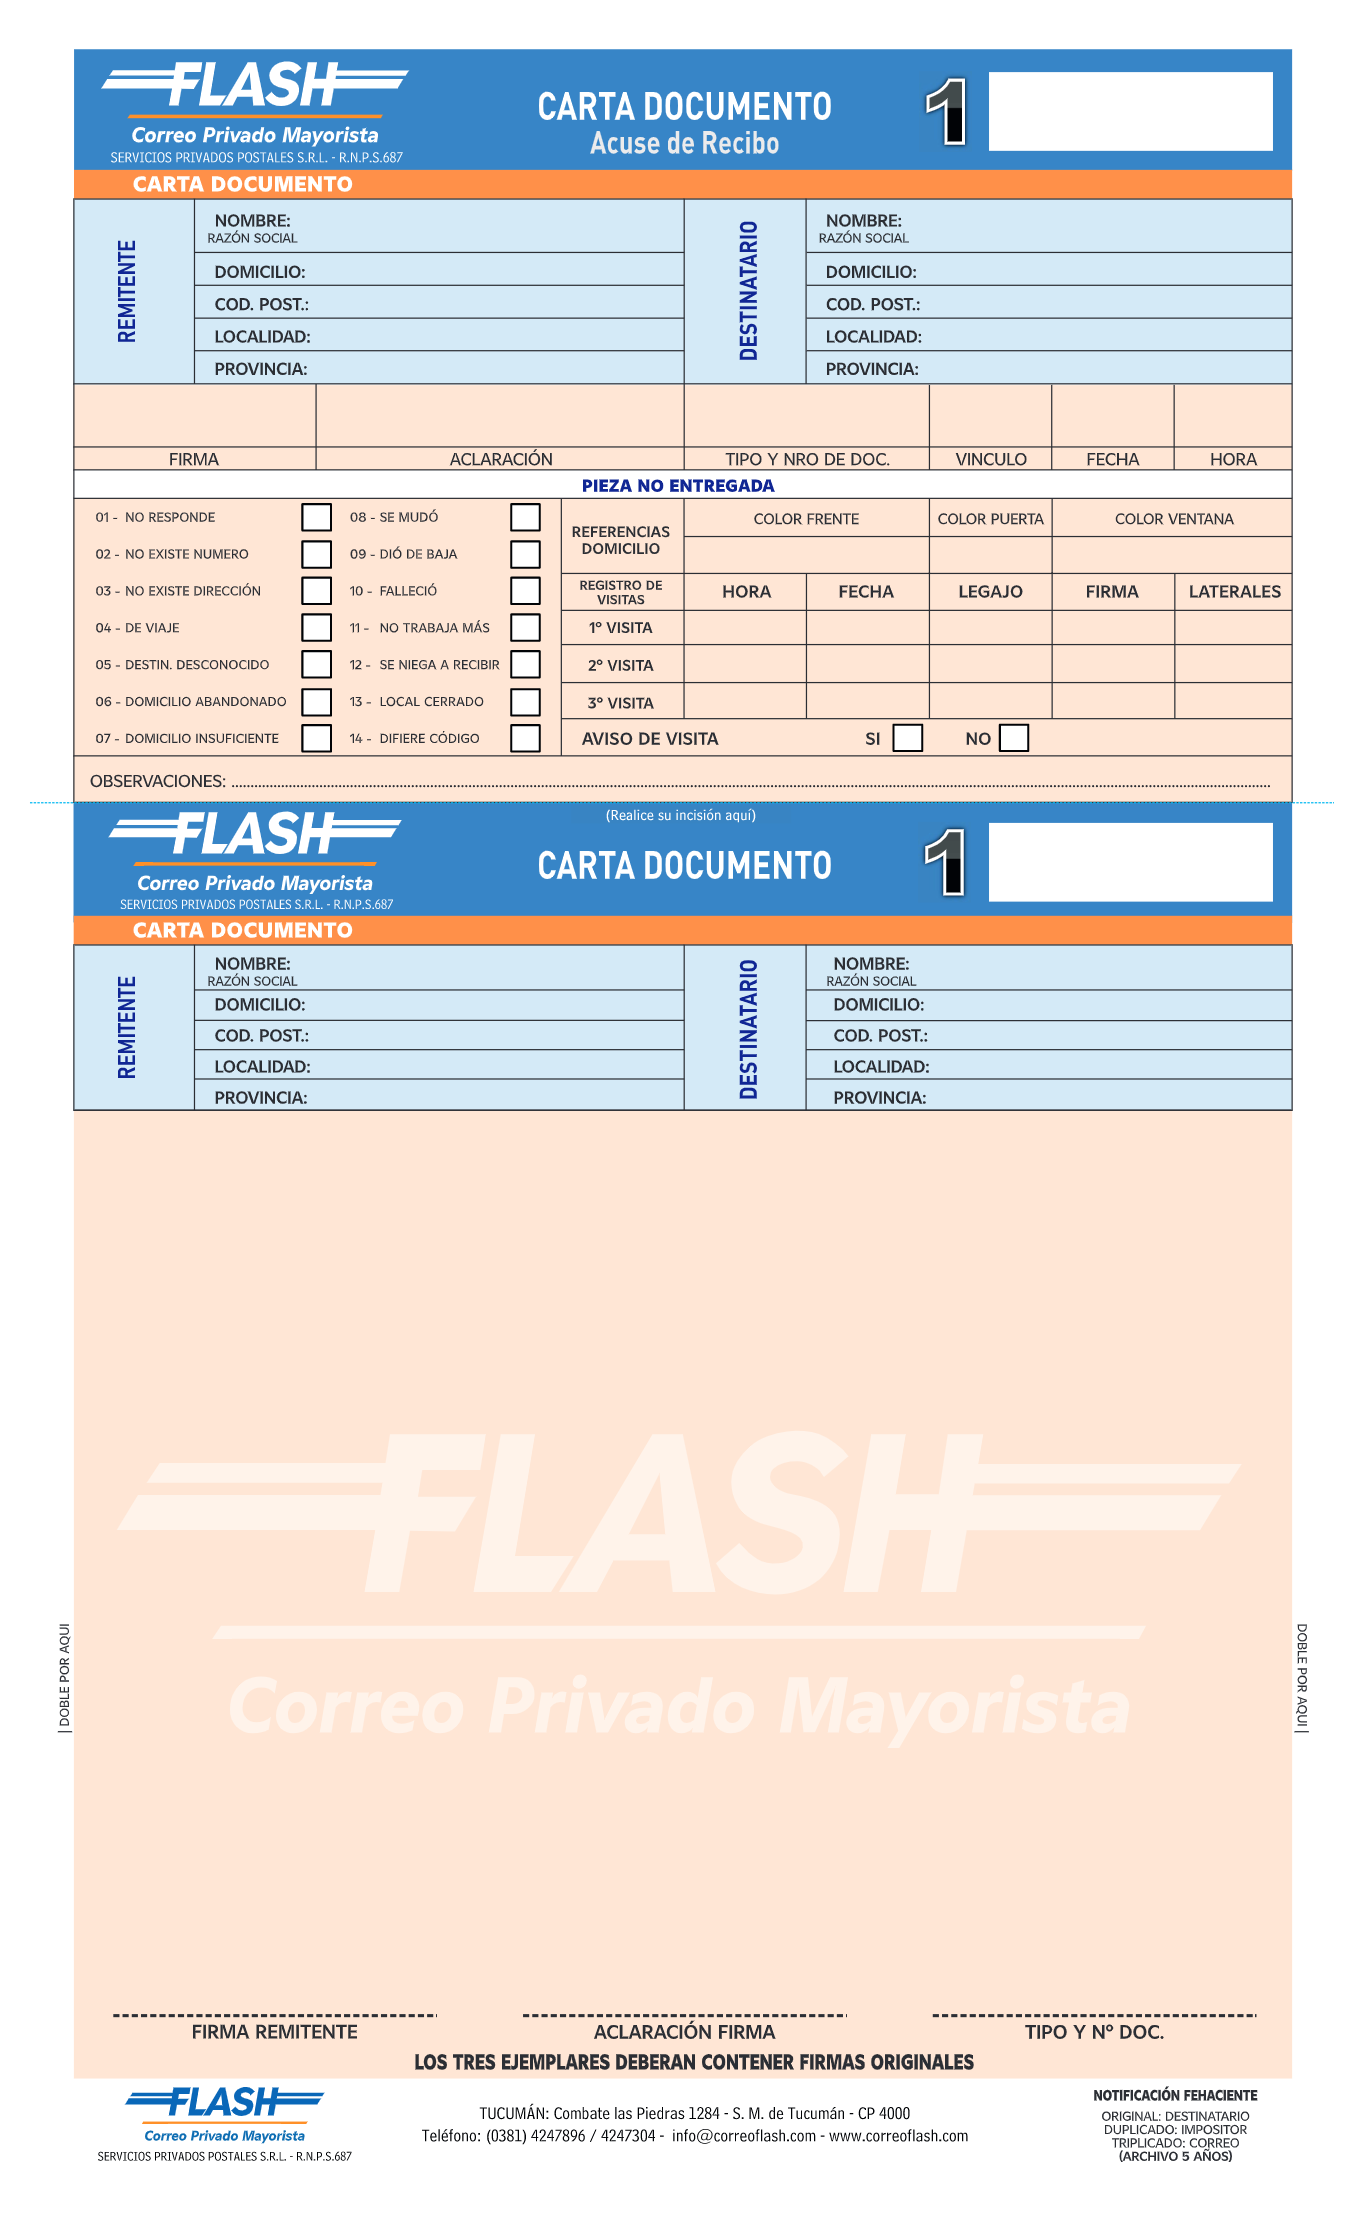 FLASH
Correo Privado Mayorista
SERVICIOS PRIVADOS POSTALES S.R.L. - R.N.P.S.687
CARTA DOCUMENTO
Acuse de Recibo
1
CARTA DOCUMENTO
REMITENTE
NOMBRE:
RAZÓN SOCIAL
DOMICILIO:
COD. POST.:
LOCALIDAD:
PROVINCIA:
DESTINATARIO
NOMBRE:
RAZÓN SOCIAL
DOMICILIO:
COD. POST.:
LOCALIDAD:
PROVINCIA:
FIRMA
ACLARACIÓN
TIPO Y NRO DE DOC.
VINCULO
FECHA
HORA
PIEZA NO ENTREGADA
01 - NO RESPONDE
02 - NO EXISTE NUMERO
03 - NO EXISTE DIRECCIÓN
04 - DE VIAJE
05 - DESTIN. DESCONOCIDO
06 - DOMICILIO ABANDONADO
07 - DOMICILIO INSUFICIENTE
08 - SE MUDÓ
09 - DIÓ DE BAJA
10 - FALLECIÓ
11 - NO TRABAJA MÁS
12 - SE NIEGA A RECIBIR
13 - LOCAL CERRADO
14 - DIFIERE CÓDIGO
REFERENCIAS
DOMICILIO
COLOR FRENTE
COLOR PUERTA
COLOR VENTANA
REGISTRO DE
VISITAS
HORA
FECHA
LEGAJO
FIRMA
LATERALES
1º VISITA
2º VISITA
3º VISITA
AVISO DE VISITA
SI
NO
OBSERVACIONES:
(Realice su incisión aquí)
FLASH
Correo Privado Mayorista
SERVICIOS PRIVADOS POSTALES S.R.L. - R.N.P.S.687
CARTA DOCUMENTO
1
CARTA DOCUMENTO
REMITENTE
NOMBRE:
RAZÓN SOCIAL
DOMICILIO:
COD. POST.:
LOCALIDAD:
PROVINCIA:
DESTINATARIO
NOMBRE:
RAZÓN SOCIAL
DOMICILIO:
COD. POST.:
LOCALIDAD:
PROVINCIA:
FLASH
Correo Privado Mayorista
| DOBLE POR AQUI
DOBLE POR AQUI |
FIRMA REMITENTE
ACLARACIÓN FIRMA
TIPO Y Nº DOC.
LOS TRES EJEMPLARES DEBERAN CONTENER FIRMAS ORIGINALES
FLASH
Correo Privado Mayorista
SERVICIOS PRIVADOS POSTALES S.R.L. - R.N.P.S.687
TUCUMÁN: Combate las Piedras 1284 - S. M. de Tucumán - CP 4000
Teléfono: (0381) 4247896 / 4247304 - info@correoflash.com - www.correoflash.com
NOTIFICACIÓN FEHACIENTE
ORIGINAL: DESTINATARIO
DUPLICADO: IMPOSITOR
TRIPLICADO: CORREO
(ARCHIVO 5 AÑOS)